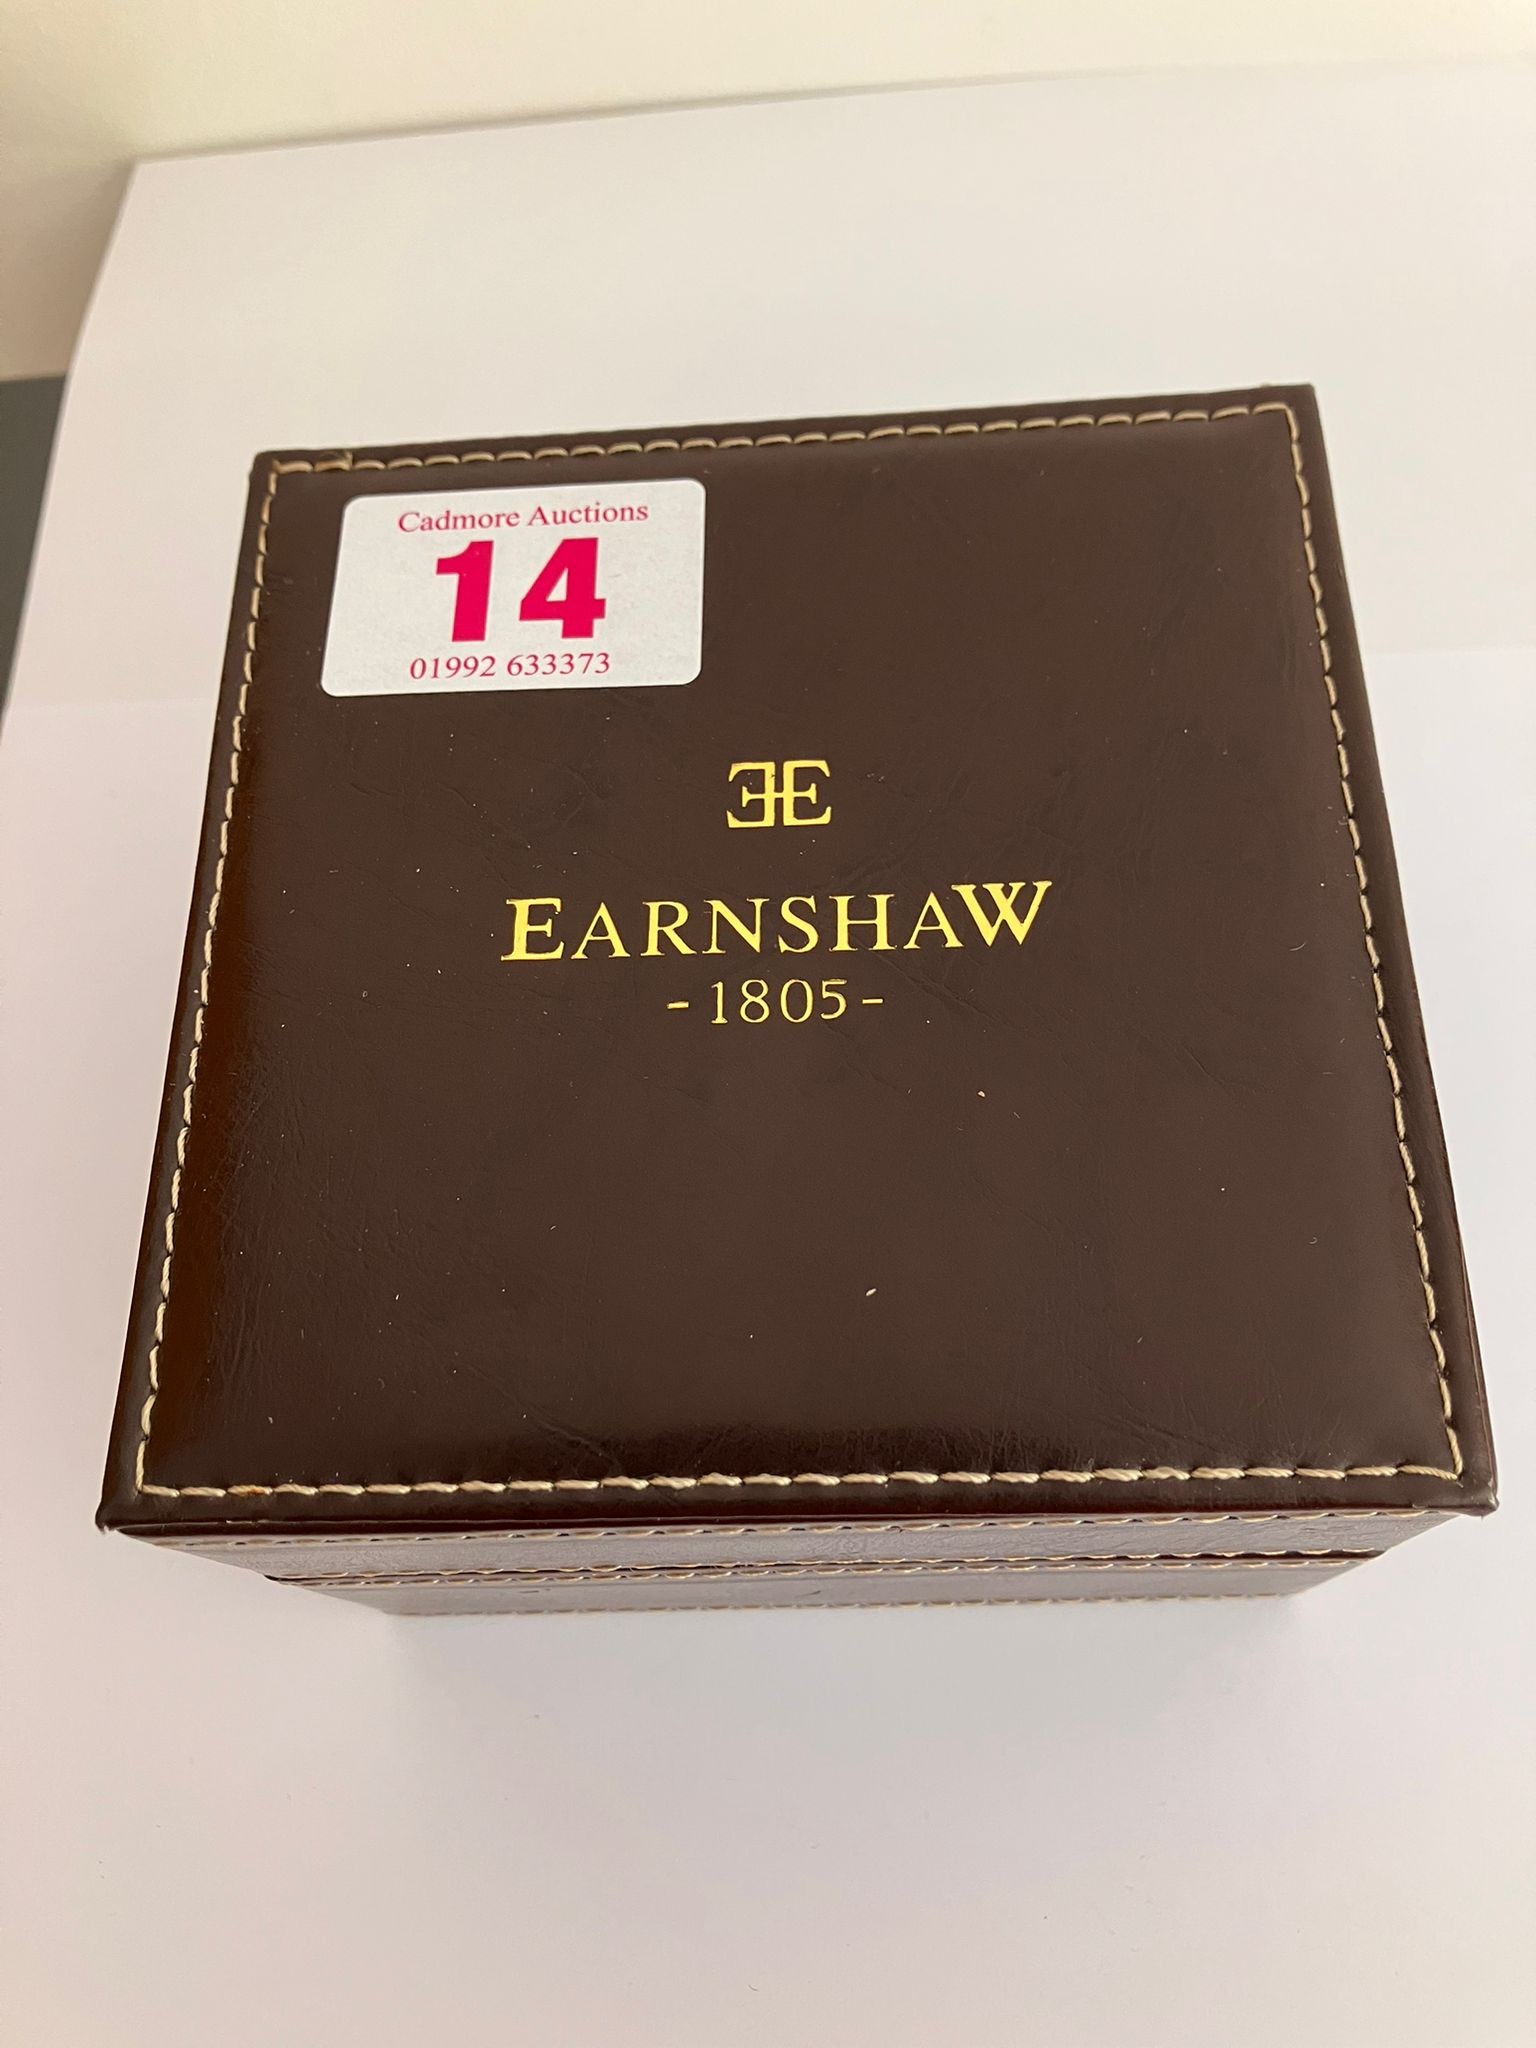 Cadmore Auctions
14
01992 633373
EE
EARNSHAW
-1805-